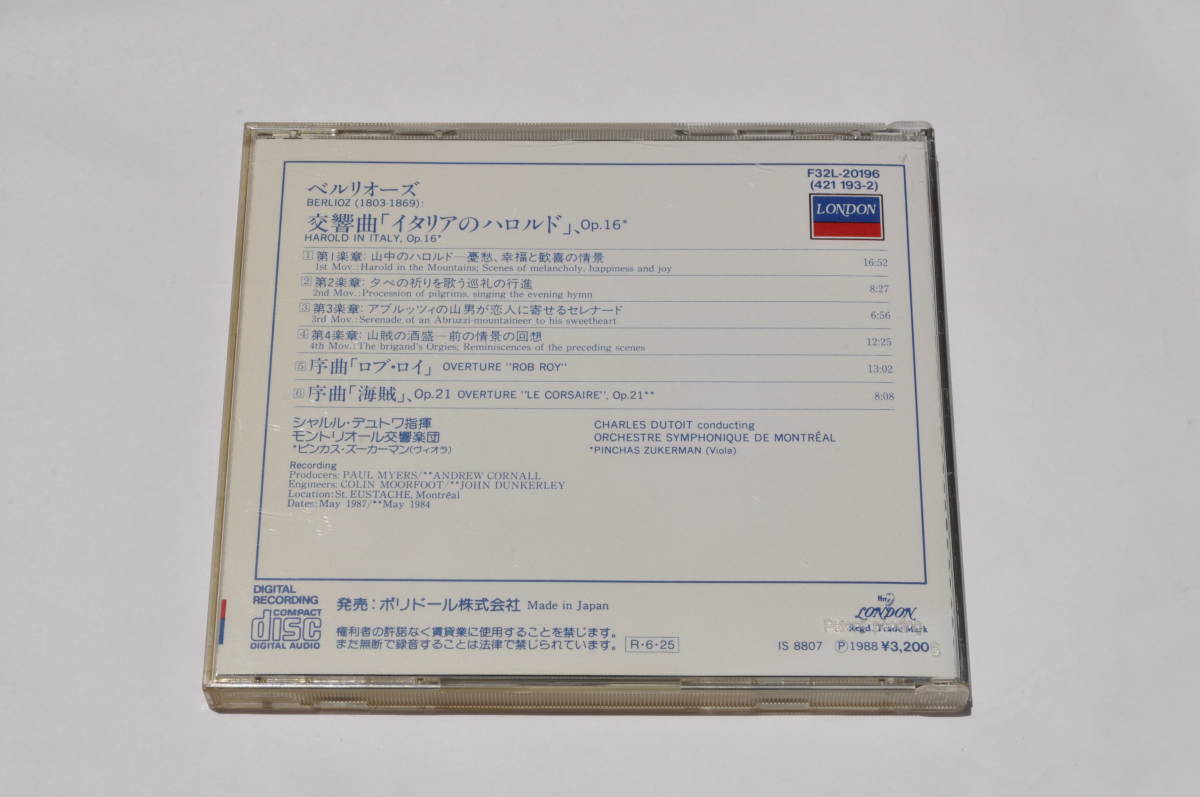 F32L-20196
(421 193-2)
LONDON
ベルリオーズ
BERLIOZ (1803-1869):
交響曲「イタリアのハロルド」、Op.16*
HAROLD IN ITALY, Op.16*
1 第1楽章: 山中のハロルド—憂愁、幸福と歓喜の情景 16:52
1st Mov.: Harold in the Mountains; Scenes of melancholy, happiness and joy
2 第2楽章: 夕べの祈りを歌う巡礼の行進 8:27
2nd Mov.: Procession of pilgrims, singing the evening hymn
3 第3楽章: アブルッツィの山男が恋人に寄せるセレナード 6:56
3rd Mov.: Serenade of an Abruzzi-mountaineer to his sweetheart
4 第4楽章: 山賊の酒盛—前の情景の回想 12:25
4th Mov.: The brigand's Orgies; Reminiscences of the preceding scenes
5 序曲「ロブ・ロイ」 OVERTURE "ROB ROY" 13:02
6 序曲「海賊」、Op.21 OVERTURE "LE CORSAIRE", Op.21** 8:08
シャルル・デュトワ指揮
モントリオール交響楽団
*ピンカス・ズーカーマン(ヴィオラ)
CHARLES DUTOIT conducting
ORCHESTRE SYMPHONIQUE DE MONTRÉAL
*PINCHAS ZUKERMAN (Viola)
Recording
Producers: PAUL MYERS/**ANDREW CORNALL
Engineers: COLIN MOORFOOT/**JOHN DUNKERLEY
Location: St. EUSTACHE, Montréal
Dates: May 1987/**May 1984
DIGITAL
RECORDING
COMPACT
disc
DIGITAL AUDIO
発売: ポリドール株式会社 Made in Japan
権利者の許諾なく賃貸業に使用することを禁じます。
また無断で録音することは法律で禁じられています。 R・6・25
LONDON
Regd. Trade Mark
IS 8807 Ⓟ1988 ¥3,200